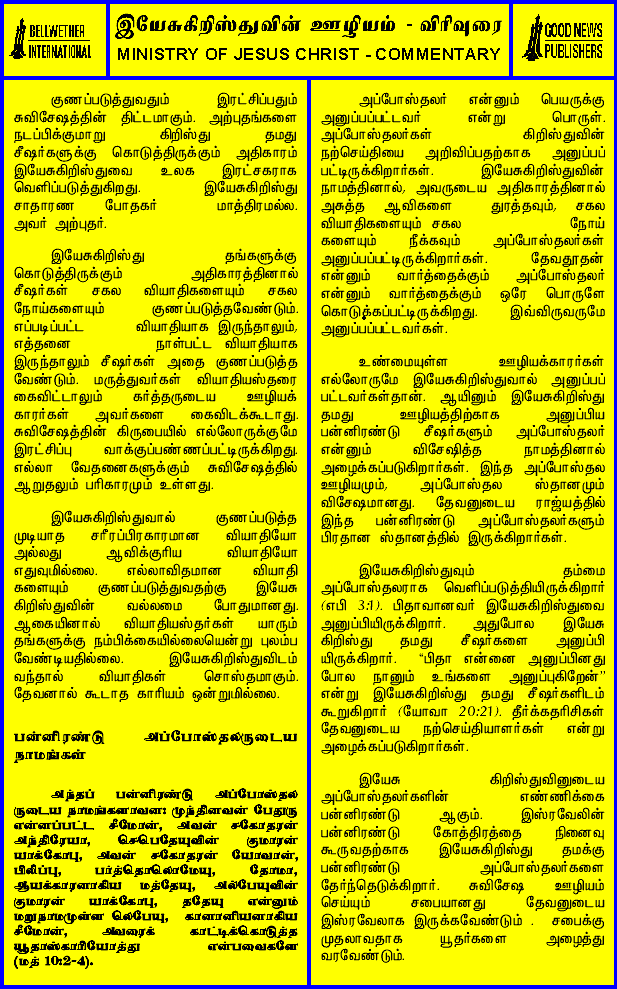 BELLWETHER
INTERNATIONAL
இயேசுகிறிஸ்துவின் ஊழியம் - விரிவுரை
MINISTRY OF JESUS CHRIST - COMMENTARY
GOOD NEWS
PUBLISHERS
குணப்படுத்துவதும் இரட்சிப்பதும்
சுவிசேஷத்தின் திட்டமாகும். அற்புதங்களை
நடப்பிக்குமாறு கிறிஸ்து தமது
சீஷர்களுக்கு கொடுத்திருக்கும் அதிகாரம்
இயேசுகிறிஸ்துவை உலக இரட்சகராக
வெளிப்படுத்துகிறது. இயேசுகிறிஸ்து
சாதாரண போதகர் மாத்திரமல்ல.
அவர் அற்புதர்.
இயேசுகிறிஸ்து தங்களுக்கு
கொடுத்திருக்கும் அதிகாரத்தினால்
சீஷர்கள் சகல வியாதிகளையும் சகல
நோய்களையும் குணப்படுத்தவேண்டும்.
எப்படிப்பட்ட வியாதியாக இருந்தாலும்,
எத்தனை நாள்பட்ட வியாதியாக
இருந்தாலும் சீஷர்கள் அதை குணப்படுத்த
வேண்டும். மருத்துவர்கள் வியாதியஸ்தரை
கைவிட்டாலும் கர்த்தருடைய ஊழியக்
காரர்கள் அவர்களை கைவிடக்கூடாது.
சுவிசேஷத்தின் கிருபையில் எல்லோருக்குமே
இரட்சிப்பு வாக்குப்பண்ணப்பட்டிருக்கிறது.
எல்லா வேதனைகளுக்கும் சுவிசேஷத்தில்
ஆறுதலும் பரிகாரமும் உள்ளது.
இயேசுகிறிஸ்துவால் குணப்படுத்த
முடியாத சரீரப்பிரகாரமான வியாதியோ
அல்லது ஆவிக்குரிய வியாதியோ
எதுவுமில்லை. எல்லாவிதமான வியாதி
களையும் குணப்படுத்துவதற்கு இயேசு
கிறிஸ்துவின் வல்லமை போதுமானது.
ஆகையினால் வியாதியஸ்தர்கள் யாரும்
தங்களுக்கு நம்பிக்கையில்லையென்று புலம்ப
வேண்டியதில்லை. இயேசுகிறிஸ்துவிடம்
வந்தால் வியாதிகள் சொஸ்தமாகும்.
தேவனால் கூடாத காரியம் ஒன்றுமில்லை.
பன்னிரண்டு அப்போஸ்தலருடைய
நாமங்கள்
அந்தப் பன்னிரண்டு அப்போஸ்தல
ருடைய நாமங்களாவன: முந்தினவன் பேதுரு
என்னப்பட்ட சீமோன், அவன் சகோதரன்
அந்திரேயா, செபெதேயுவின் குமாரன்
யாக்கோபு, அவன் சகோதரன் யோவான்,
பிலிப்பு, பர்த்தொலொமேயு, தோமா,
ஆயக்காரனாகிய மத்தேயு, அல்பேயுவின்
குமாரன் யாக்கோபு, ததேயு என்னும்
மறுநாமமுள்ள லெபேயு, கானானியனாகிய
சீமோன், அவரைக் காட்டிக்கொடுத்த
யூதாஸ்காரியோத்து என்பவைகளே
(மத் 10:2-4).
அப்போஸ்தலர் என்னும் பெயருக்கு
அனுப்பப்பட்டவர் என்று பொருள்.
அப்போஸ்தலர்கள் கிறிஸ்துவின்
நற்செய்தியை அறிவிப்பதற்காக அனுப்பப்
பட்டிருக்கிறார்கள். இயேசுகிறிஸ்துவின்
நாமத்தினால், அவருடைய அதிகாரத்தினால்
அசுத்த ஆவிகளை துரத்தவும், சகல
வியாதிகளையும் சகல நோய்
களையும் நீக்கவும் அப்போஸ்தலர்கள்
அனுப்பப்பட்டிருக்கிறார்கள். தேவதூதன்
என்னும் வார்த்தைக்கும் அப்போஸ்தலர்
என்னும் வார்த்தைக்கும் ஒரே பொருளே
கொடுக்கப்பட்டிருக்கிறது. இவ்விருவருமே
அனுப்பப்பட்டவர்கள்.
உண்மையுள்ள ஊழியக்காரர்கள்
எல்லோருமே இயேசுகிறிஸ்துவால் அனுப்பப்
பட்டவர்கள்தான். ஆயினும் இயேசுகிறிஸ்து
தமது ஊழியத்திற்காக அனுப்பிய
பன்னிரண்டு சீஷர்களும் அப்போஸ்தலர்
என்னும் விசேஷித்த நாமத்தினால்
அழைக்கப்படுகிறார்கள். இந்த அப்போஸ்தல
ஊழியமும், அப்போஸ்தல ஸ்தானமும்
விசேஷமானது. தேவனுடைய ராஜ்யத்தில்
இந்த பன்னிரண்டு அப்போஸ்தலர்களும்
பிரதான ஸ்தானத்தில் இருக்கிறார்கள்.
இயேசுகிறிஸ்துவும் தம்மை
அப்போஸ்தலராக வெளிப்படுத்தியிருக்கிறார்
(எபி 3:1). பிதாவானவர் இயேசுகிறிஸ்துவை
அனுப்பியிருக்கிறார். அதுபோல இயேசு
கிறிஸ்து தமது சீஷர்களை அனுப்பி
யிருக்கிறார். "பிதா என்னை அனுப்பினது
போல நானும் உங்களை அனுப்புகிறேன்"
என்று இயேசுகிறிஸ்து தமது சீஷர்களிடம்
கூறுகிறார் (யோவா 20:21). தீர்க்கதரிசிகள்
தேவனுடைய நற்செய்தியாளர்கள் என்று
அழைக்கப்படுகிறார்கள்.
இயேசு கிறிஸ்துவினுடைய
அப்போஸ்தலர்களின் எண்ணிக்கை
பன்னிரண்டு ஆகும். இஸ்ரவேலின்
பன்னிரண்டு கோத்திரத்தை நினைவு
கூருவதற்காக இயேசுகிறிஸ்து தமக்கு
பன்னிரண்டு அப்போஸ்தலர்களை
தேர்ந்தெடுக்கிறார். சுவிசேஷ ஊழியம்
செய்யும் சபையானது தேவனுடைய
இஸ்ரவேலாக இருக்கவேண்டும் . சபைக்கு
முதலாவதாக யூதர்களை அழைத்து
வரவேண்டும்.